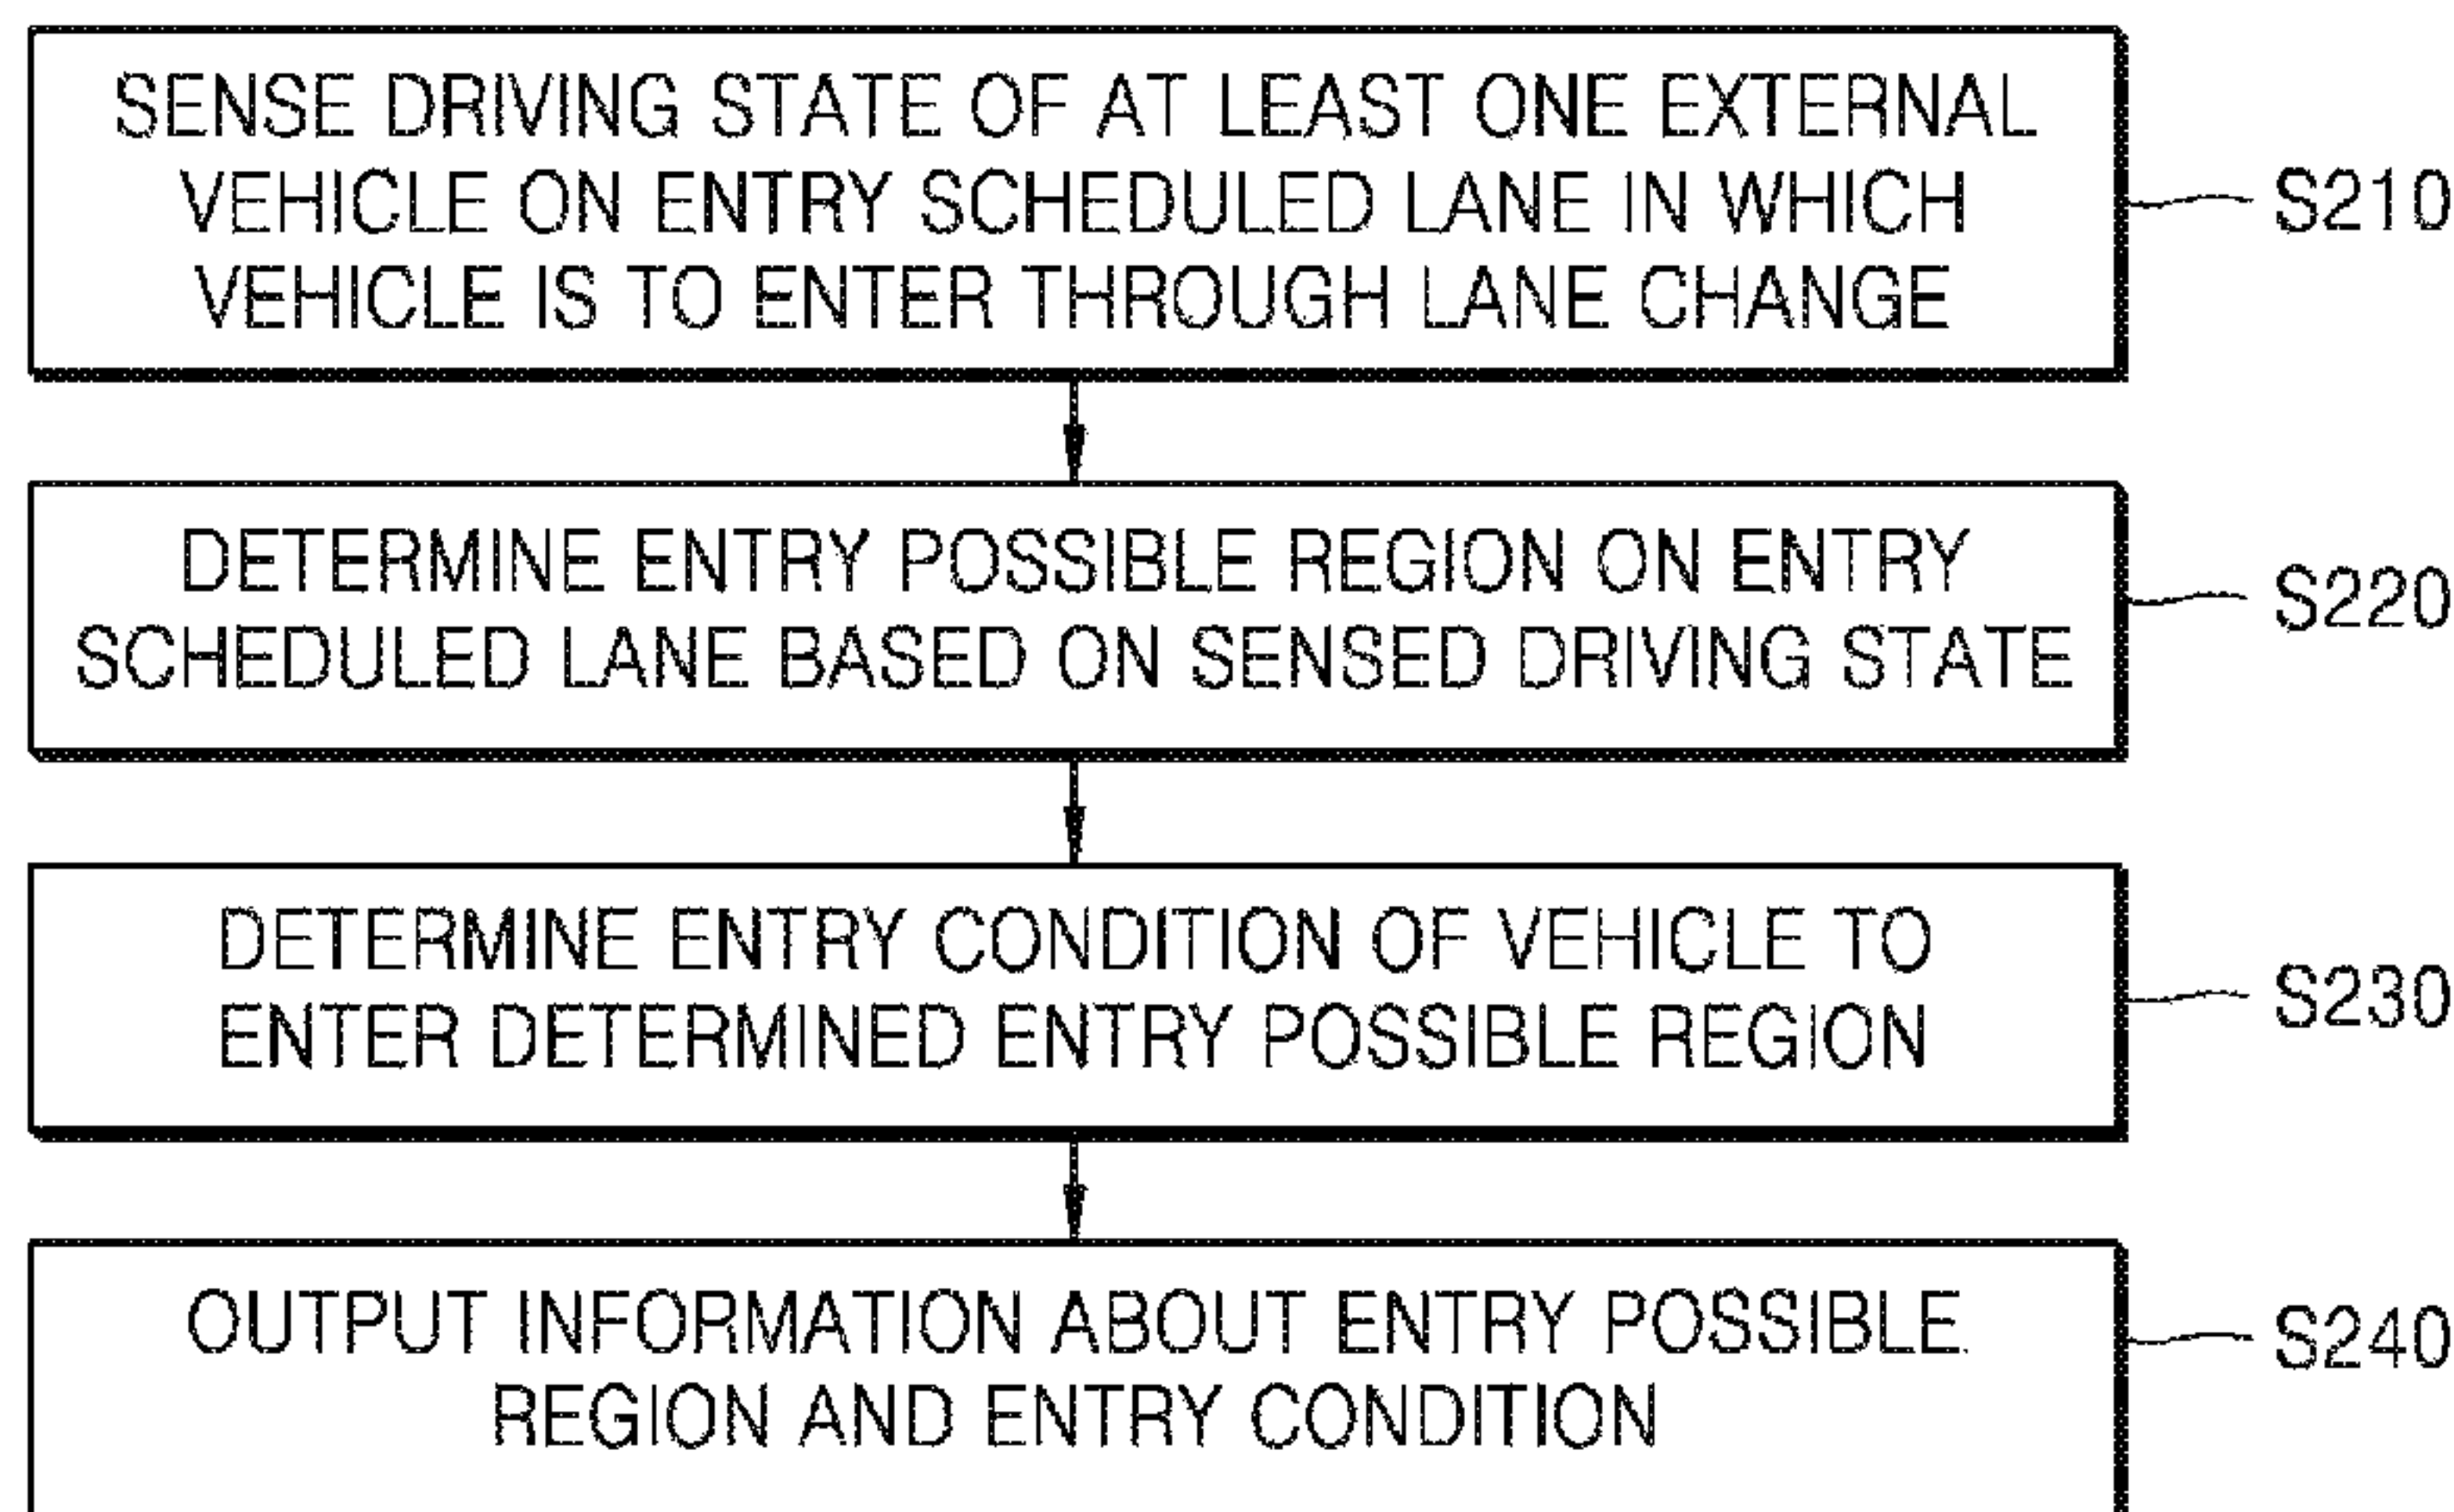 SENSE DRIVING STATE OF AT LEAST ONE EXTERNAL
VEHICLE ON ENTRY SCHEDULED LANE IN WHICH
VEHICLE IS TO ENTER THROUGH LANE CHANGE
S210
DETERMINE ENTRY POSSIBLE REGION ON ENTRY
SCHEDULED LANE BASED ON SENSED DRIVING STATE
S220
DETERMINE ENTRY CONDITION OF VEHICLE TO
ENTER DETERMINED ENTRY POSSIBLE REGION
S230
OUTPUT INFORMATION ABOUT ENTRY POSSIBLE
REGION AND ENTRY CONDITION
S240